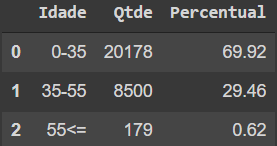 Idade Qtde Percentual
0 0-35 20178 69.92
1 35-55 8500 29.46
2 55<= 179 0.62